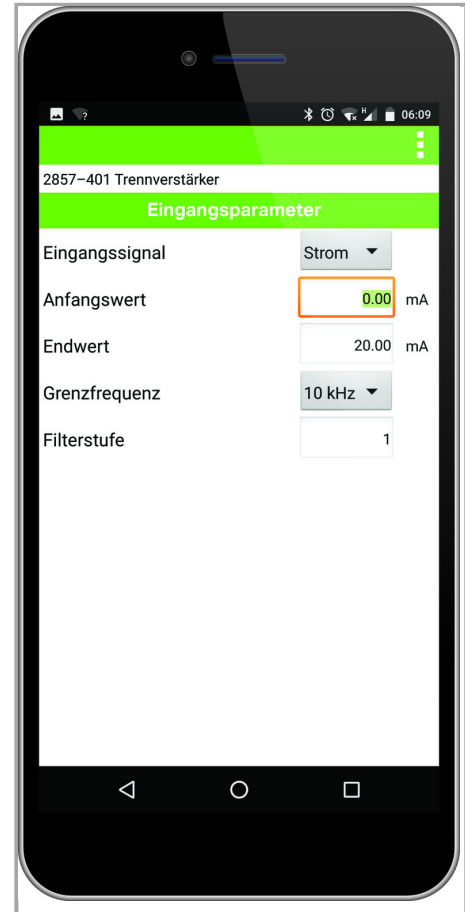 ? H 06:09
2857–401 Trennverstärker
Eingangsparameter
Eingangssignal Strom
Anfangswert 0.00 mA
Endwert 20.00 mA
Grenzfrequenz 10 kHz
Filterstufe 1